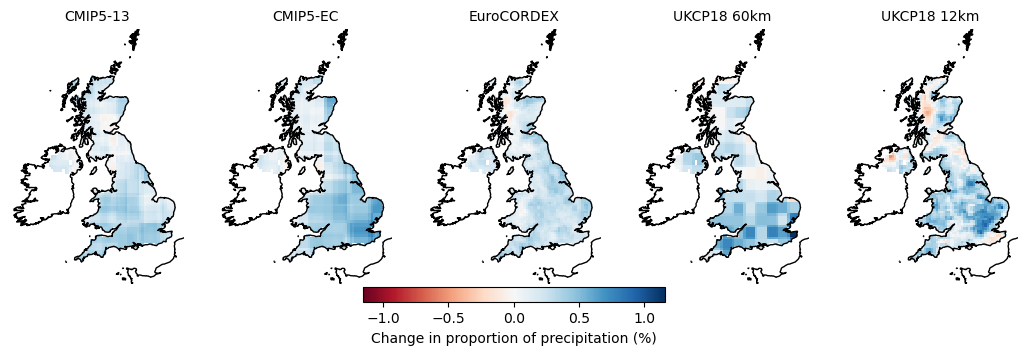 CMIP5-13 CMIP5-EC EuroCORDEX UKCP18 60km UKCP18 12km
−1.0 −0.5 0.0 0.5 1.0
Change in proportion of precipitation (%)